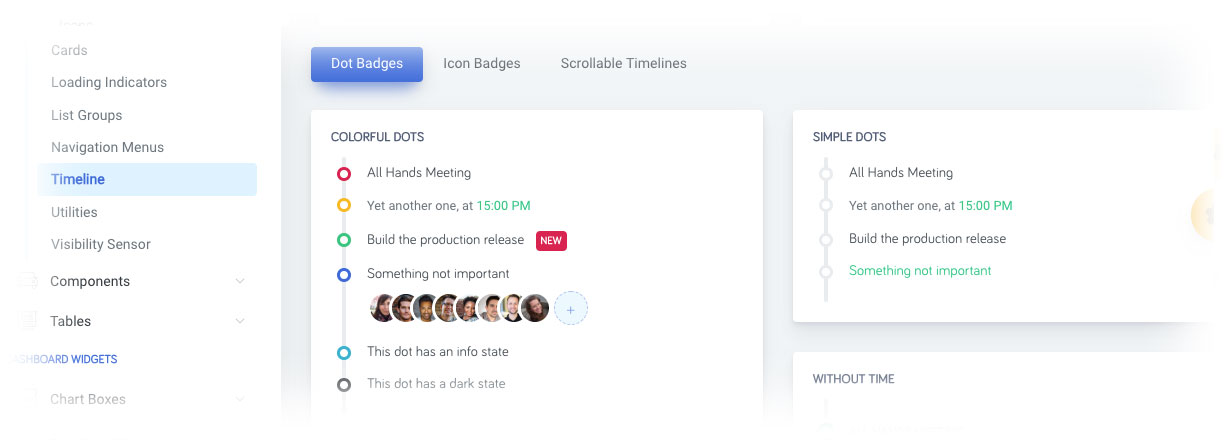 Cards
Loading Indicators
List Groups
Navigation Menus
Timeline
Utilities
Visibility Sensor
Components
Tables
DASHBOARD WIDGETS
Chart Boxes
Dot Badges
Icon Badges
Scrollable Timelines
COLORFUL DOTS
All Hands Meeting
Yet another one, at 15:00 PM
Build the production release NEW
Something not important
+
This dot has an info state
This dot has a dark state
SIMPLE DOTS
All Hands Meeting
Yet another one, at 15:00 PM
Build the production release
Something not important
WITHOUT TIME